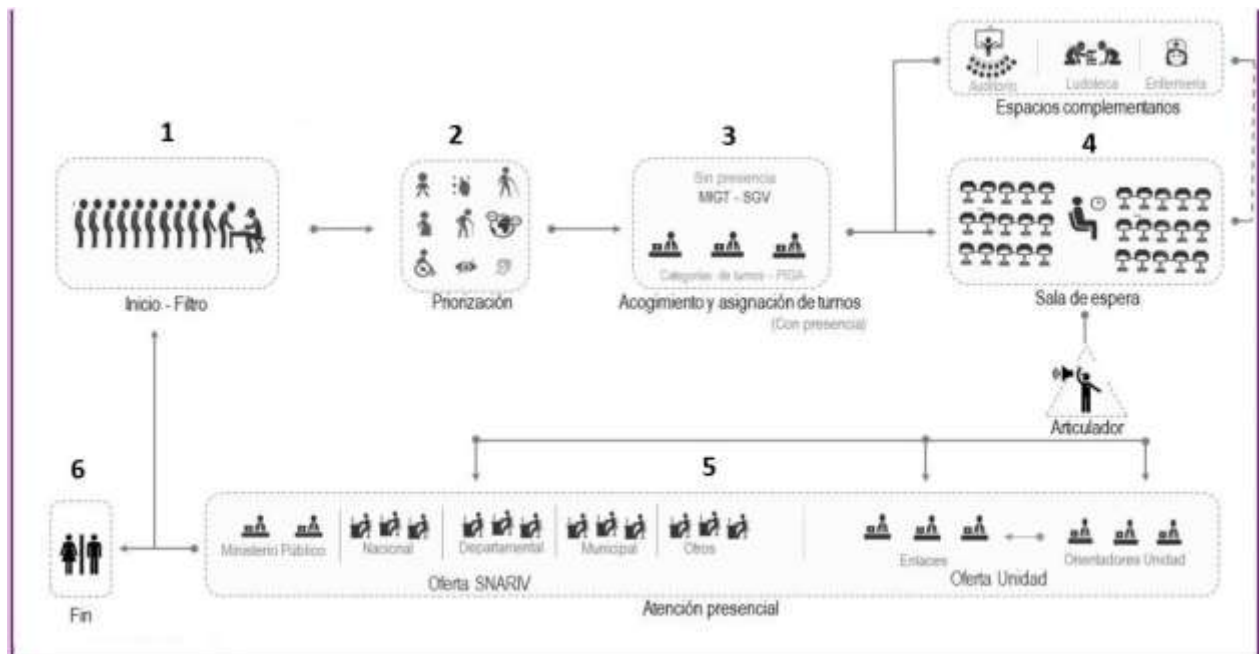 1
Inicio - Filtro
2
Priorización
3
Sin presencia
MIGT - SGV
Categorías de turnos - PIDA
Acogimiento y asignación de turnos
(Con presencia)
Auditorio
Ludoteca
Enfermería
Espacios complementarios
4
Sala de espera
Articulador
5
Ministerio Público
Nacional
Departamental
Municipal
Otros
Oferta SNARIV
Enlaces
Orientadores Unidad
Oferta Unidad
Atención presencial
6
Fin